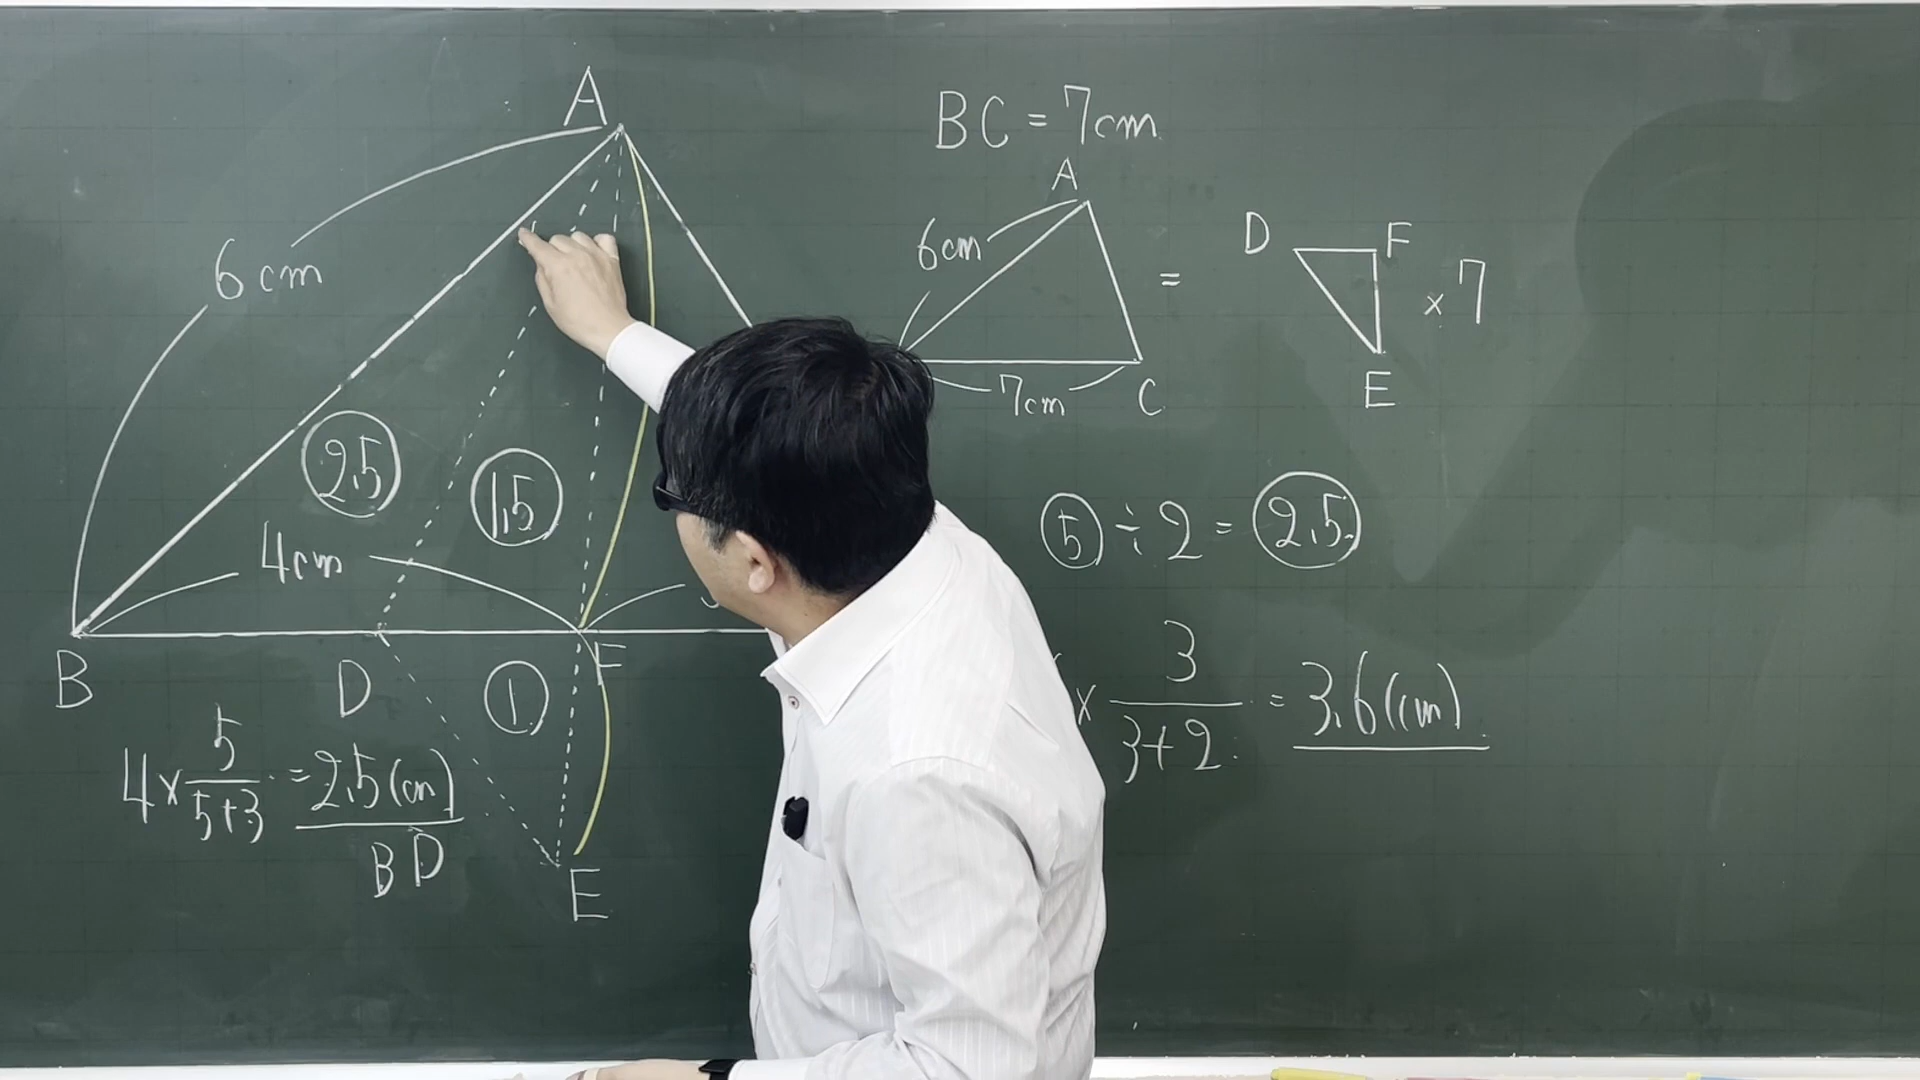 A
6cm
2.5
1.5
4cm
B
D
F
1
4×5/(5+3)=2.5(cm)
BD
E
BC=7cm
A
6cm
7cm
C
=
D
F
E
×7
5÷2=2.5
×3/(3+2)=3.6(cm)